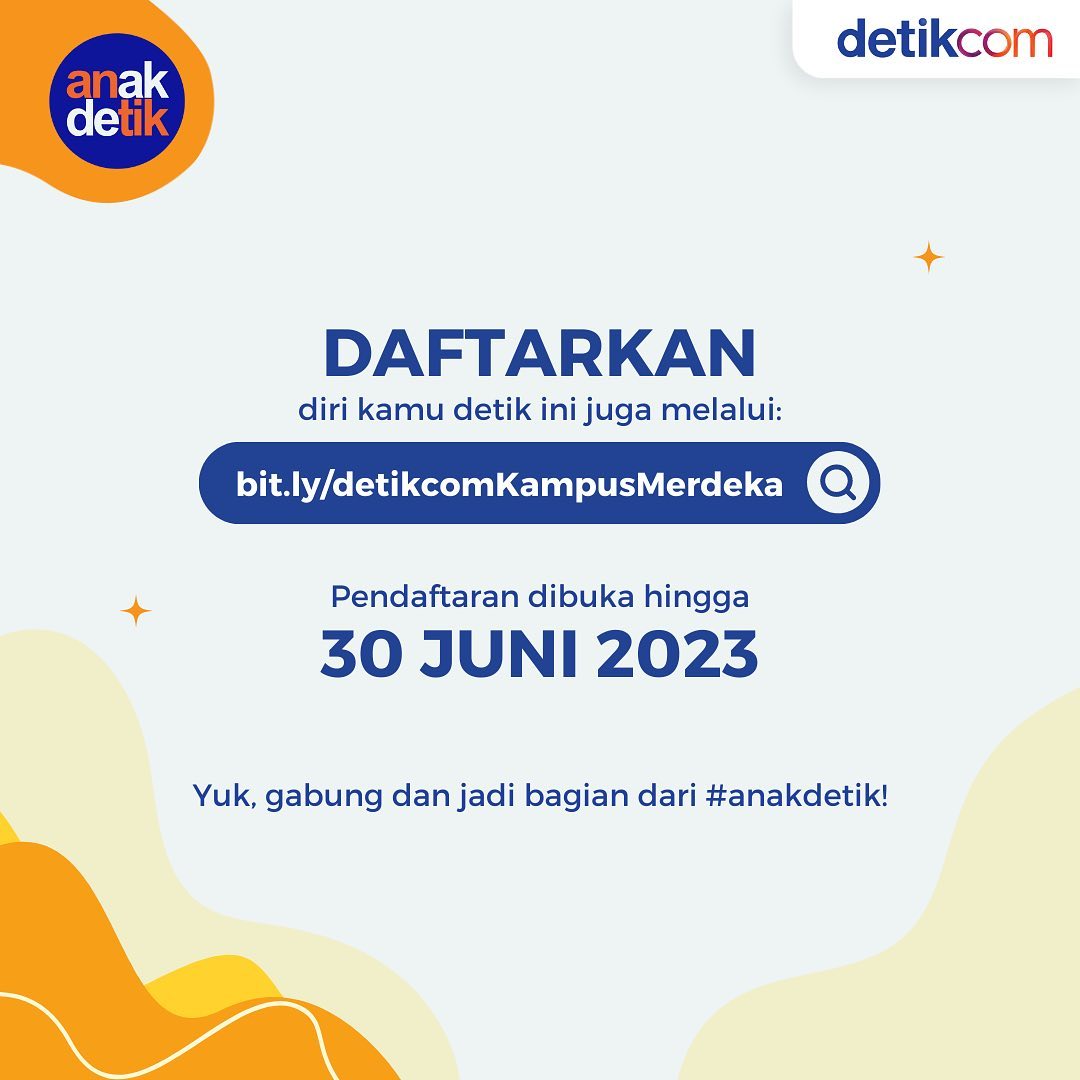 anak
detik
detikcom
DAFTARKAN
diri kamu detik ini juga melalui:
bit.ly/detikcomKampusMerdeka
Pendaftaran dibuka hingga
30 JUNI 2023
Yuk, gabung dan jadi bagian dari #anakdetik!